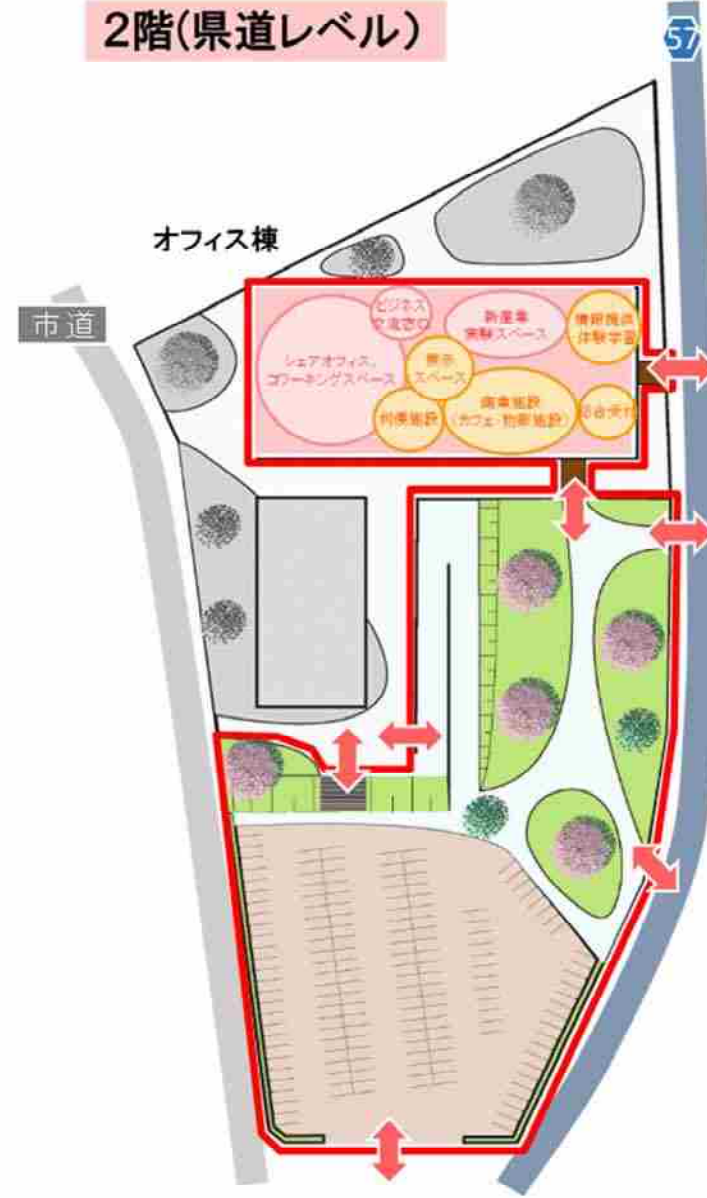 2階(県道レベル)
57
オフィス棟
市道
ビジネス
交流窓口
新産業
実験スペース
情報提供
体験学習
シェアオフィス、
コワーキングスペース
展示
スペース
利便施設
商業施設
(カフェ・物販施設)
総合受付